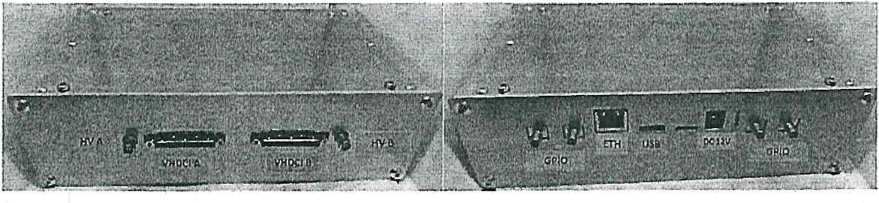 HV A
VHDCI A
VHDCI B
HV B
GPIO
ETH
USB
DC12V
GPIO